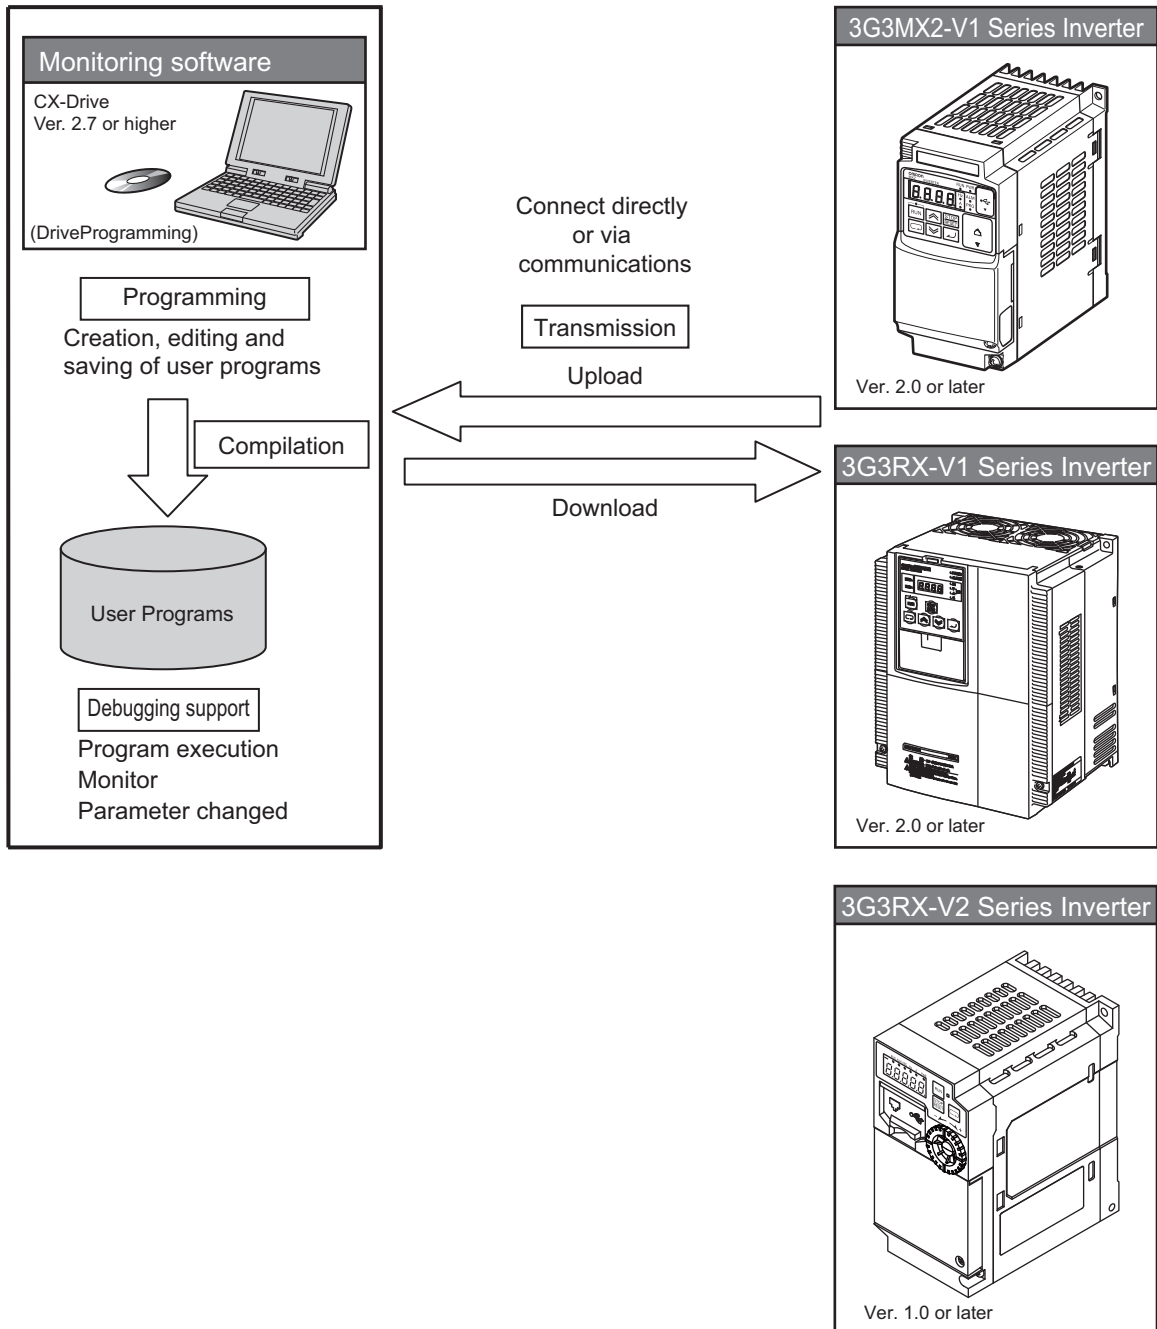 Monitoring software
CX-Drive
Ver. 2.7 or higher
(DriveProgramming)
Programming
Creation, editing and
saving of user programs
Compilation
User Programs
Debugging support
Program execution
Monitor
Parameter changed
Connect directly
or via
communications
Transmission
Upload
Download
3G3MX2-V1 Series Inverter
RUN
Ver. 2.0 or later
3G3RX-V1 Series Inverter
Ver. 2.0 or later
3G3RX-V2 Series Inverter
Ver. 1.0 or later